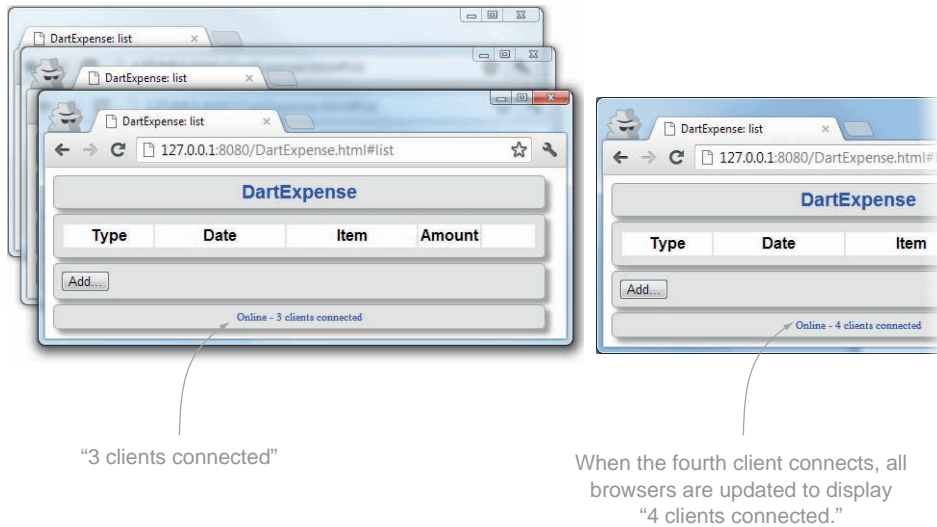 DartExpense: list
DartExpense: list
DartExpense: list
127.0.0.1:8080/DartExpense.html#list
DartExpense
Type Date Item Amount
Add...
Online - 3 clients connected
“3 clients connected”
DartExpense: list
127.0.0.1:8080/DartExpense.html#
DartExpense
Type Date Item
Add...
Online - 4 clients connected
When the fourth client connects, all
browsers are updated to display
“4 clients connected.”